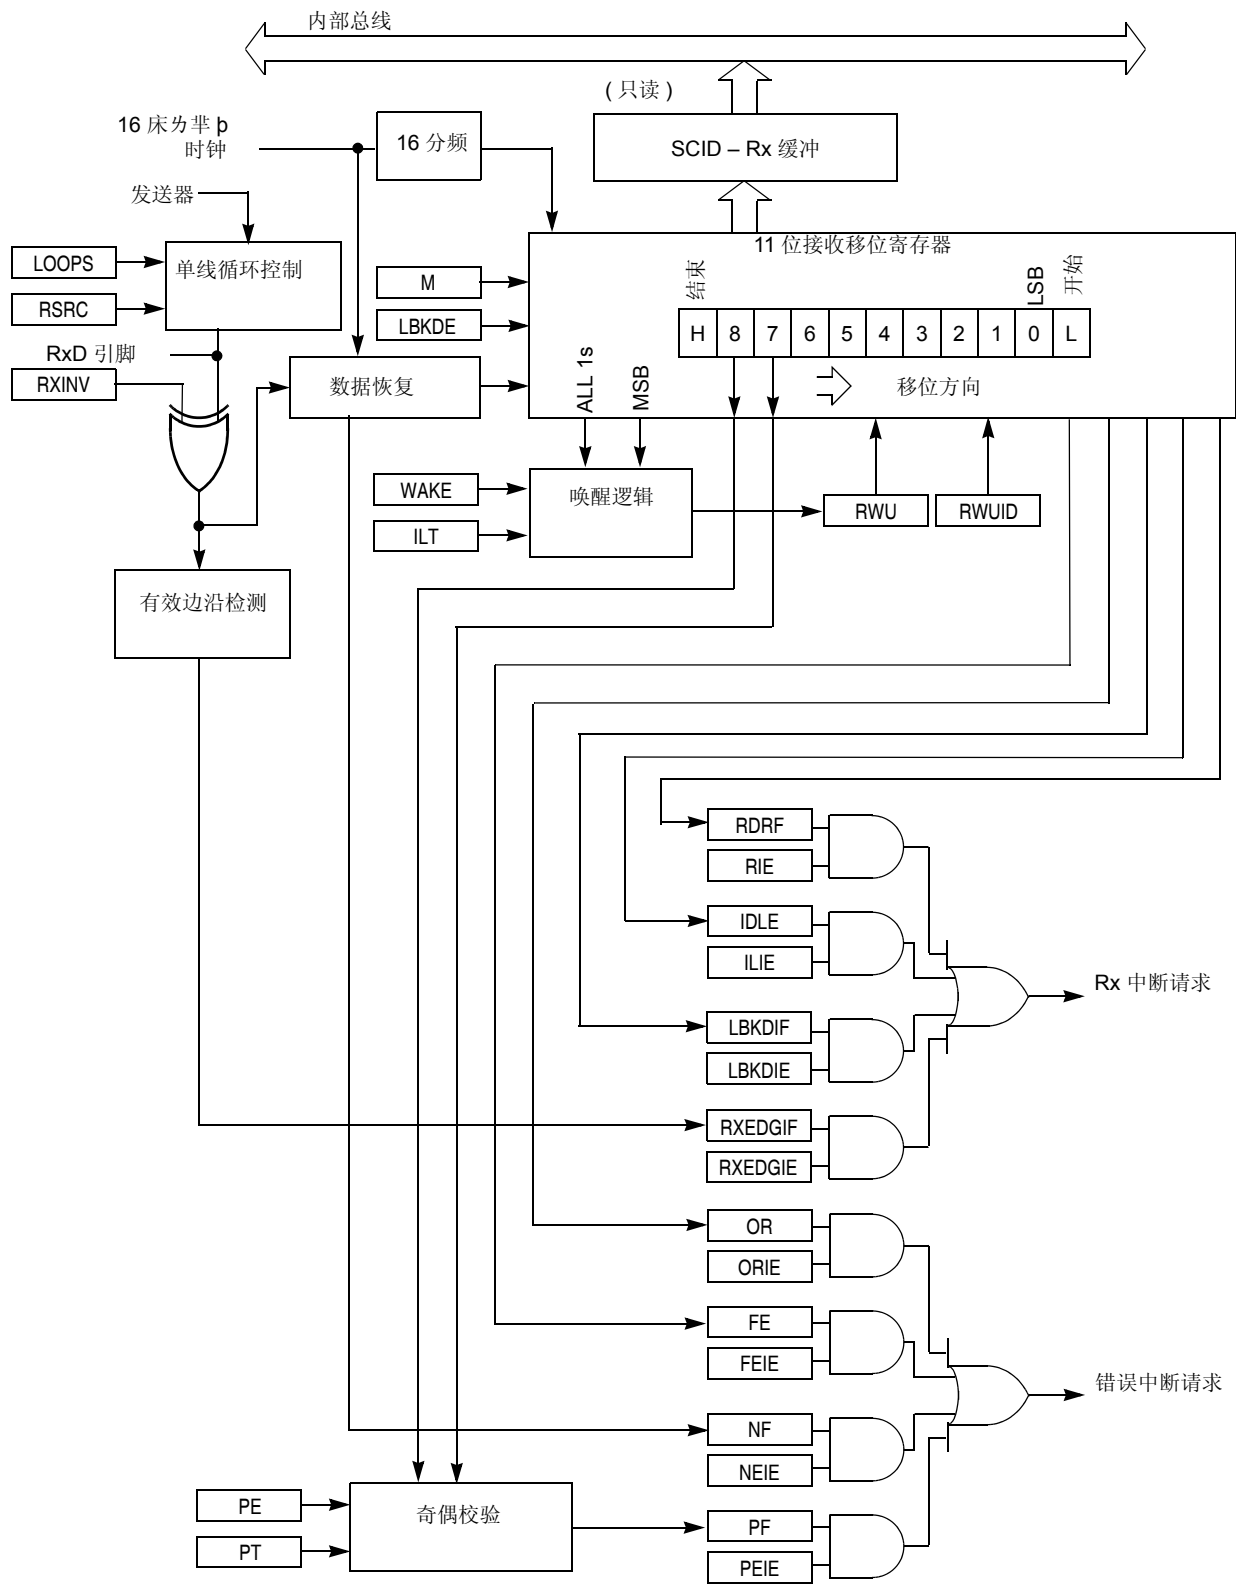 内部总线
( 只读 )
16 床为芈 þ
时钟
16 分频
SCID – Rx 缓冲
发送器
11 位接收移位寄存器
LOOPS
单线循环控制
M
结束
LSB
开始
RSRC
LBKDE
H 8 7 6 5 4 3 2 1 0 L
RxD 引脚
RXINV
数据恢复
ALL 1s
MSB
移位方向
WAKE
唤醒逻辑
RWU
RWUID
ILT
有效边沿检测
RDRF
RIE
IDLE
ILIE
Rx 中断请求
LBKDIF
LBKDIE
RXEDGIF
RXEDGIE
OR
ORIE
FE
FEIE
错误中断请求
NF
NEIE
PE
奇偶校验
PF
PT
PEIE